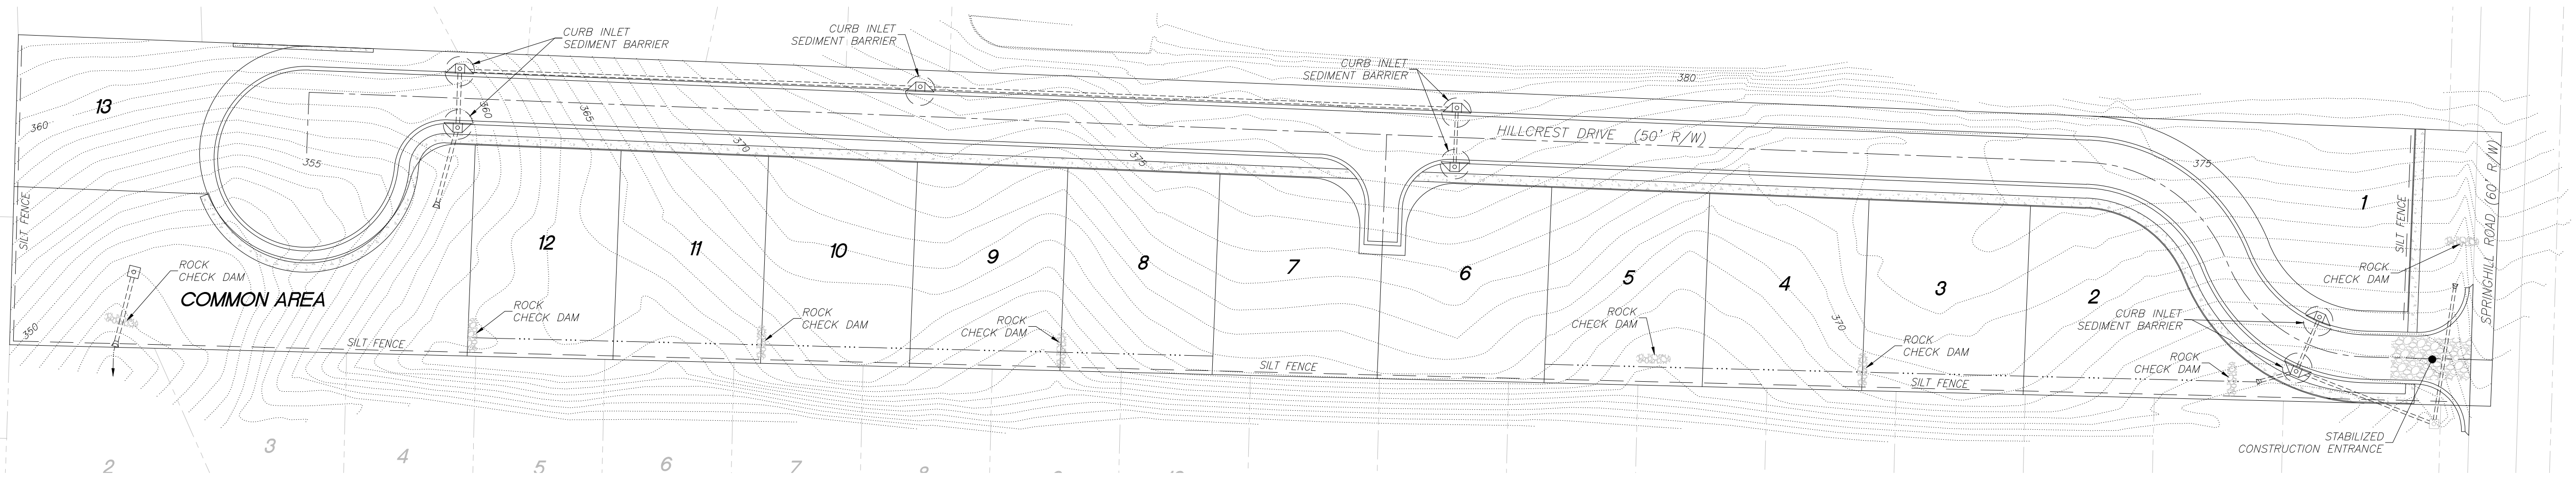 CURB INLET
SEDIMENT BARRIER
CURB INLET
SEDIMENT BARRIER
CURB INLET
SEDIMENT BARRIER
380
13
360
360
365
355
370
375
HILLCREST DRIVE (50' R/W)
375
1
SILT FENCE
SILT FENCE
SPRINGHILL ROAD (60' R/W)
12
11
10
9
8
7
6
5
4
3
2
ROCK
CHECK DAM
COMMON AREA
350
ROCK
CHECK DAM
ROCK
CHECK DAM
ROCK
CHECK DAM
ROCK
CHECK DAM
370
ROCK
CHECK DAM
ROCK
CHECK DAM
CURB INLET
SEDIMENT BARRIER
ROCK
CHECK DAM
SILT FENCE
SILT FENCE
SILT FENCE
STABILIZED
CONSTRUCTION ENTRANCE
2
3
4
5
6
7